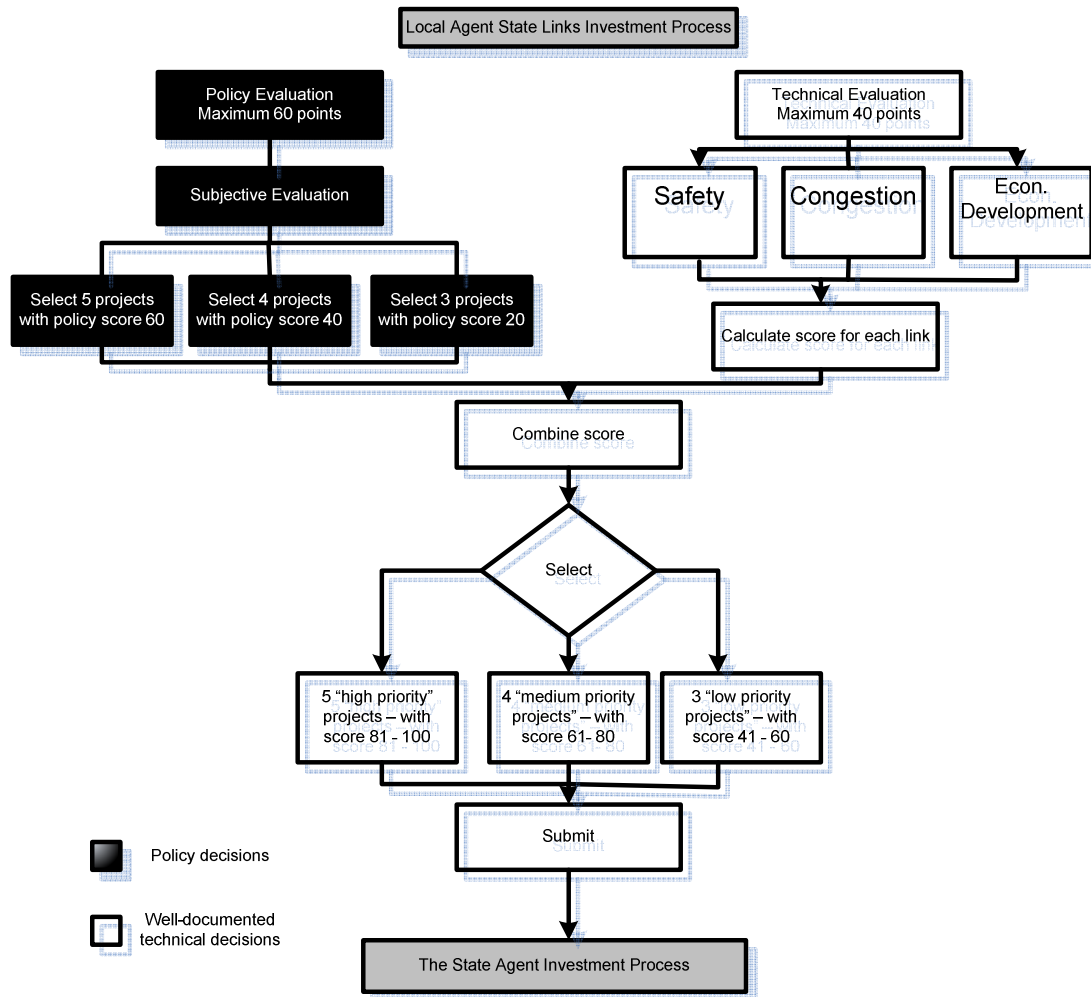 Local Agent State Links Investment Process
Policy Evaluation
Maximum 60 points
Technical Evaluation
Maximum 40 points
Subjective Evaluation
Safety
Congestion
Econ.
Development
Select 5 projects
with policy score 60
Select 4 projects
with policy score 40
Select 3 projects
with policy score 20
Calculate score for each link
Combine score
Select
5 “high priority”
projects – with
score 81 - 100
4 “medium priority
projects” – with
score 61- 80
3 “low priority
projects” – with
score 41 - 60
Submit
Policy decisions
Well-documented
technical decisions
The State Agent Investment Process